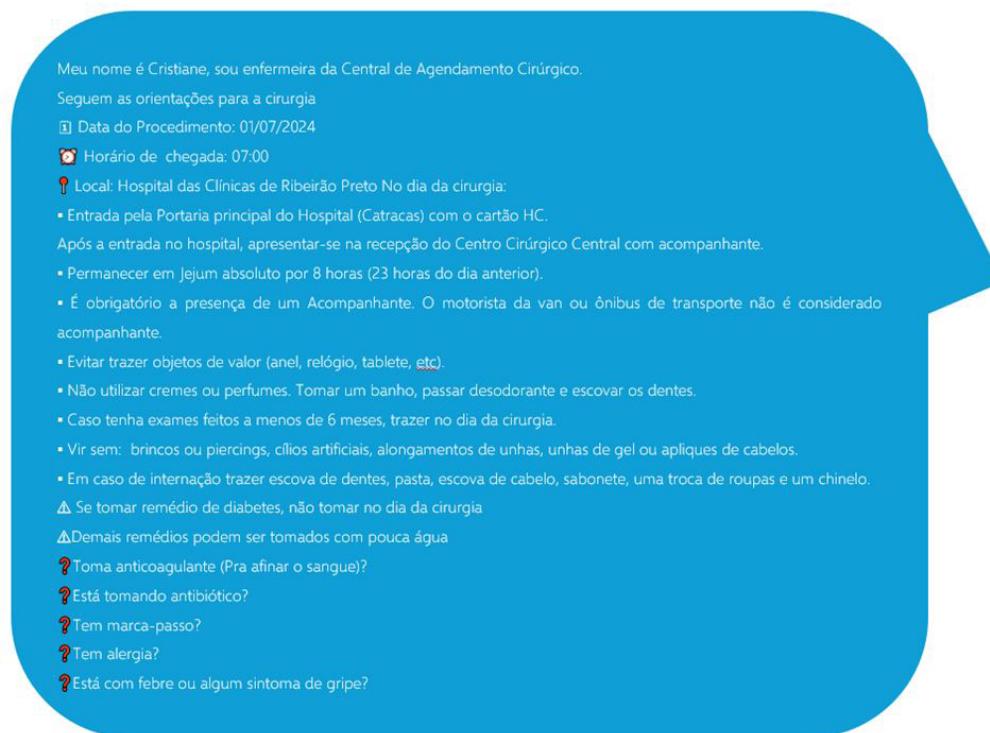 Meu nome é Cristiane, sou enfermeira da Central de Agendamento Cirúrgico.
Seguem as orientações para a cirurgia
🗓 Data do Procedimento: 01/07/2024
⏰ Horário de chegada: 07:00
📍 Local: Hospital das Clínicas de Ribeirão Preto No dia da cirurgia:
▪ Entrada pela Portaria principal do Hospital (Catracas) com o cartão HC.
Após a entrada no hospital, apresentar-se na recepção do Centro Cirúrgico Central com acompanhante.
▪ Permanecer em Jejum absoluto por 8 horas (23 horas do dia anterior).
▪ É obrigatório a presença de um Acompanhante. O motorista da van ou ônibus de transporte não é considerado
acompanhante.
▪ Evitar trazer objetos de valor (anel, relógio, tablete, etc).
▪ Não utilizar cremes ou perfumes. Tomar um banho, passar desodorante e escovar os dentes.
▪ Caso tenha exames feitos a menos de 6 meses, trazer no dia da cirurgia.
▪ Vir sem: brincos ou piercings, cílios artificiais, alongamentos de unhas, unhas de gel ou apliques de cabelos.
▪ Em caso de internação trazer escova de dentes, pasta, escova de cabelo, sabonete, uma troca de roupas e um chinelo.
⚠ Se tomar remédio de diabetes, não tomar no dia da cirurgia
⚠Demais remédios podem ser tomados com pouca água
❓Toma anticoagulante (Pra afinar o sangue)?
❓Está tomando antibiótico?
❓Tem marca-passo?
❓Tem alergia?
❓Está com febre ou algum sintoma de gripe?